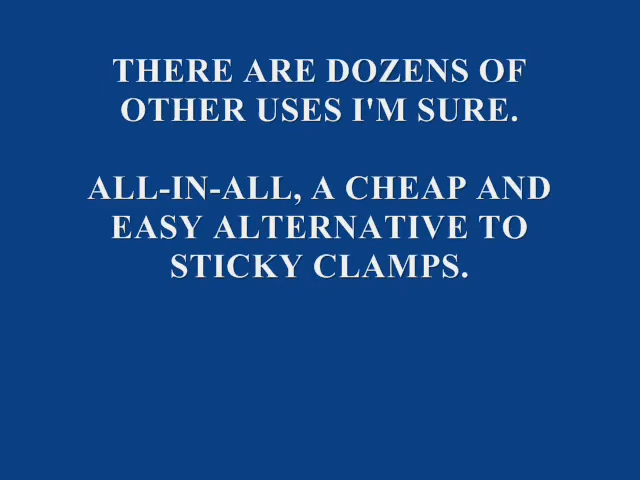 THERE ARE DOZENS OF
OTHER USES I'M SURE.
ALL-IN-ALL, A CHEAP AND
EASY ALTERNATIVE TO
STICKY CLAMPS.